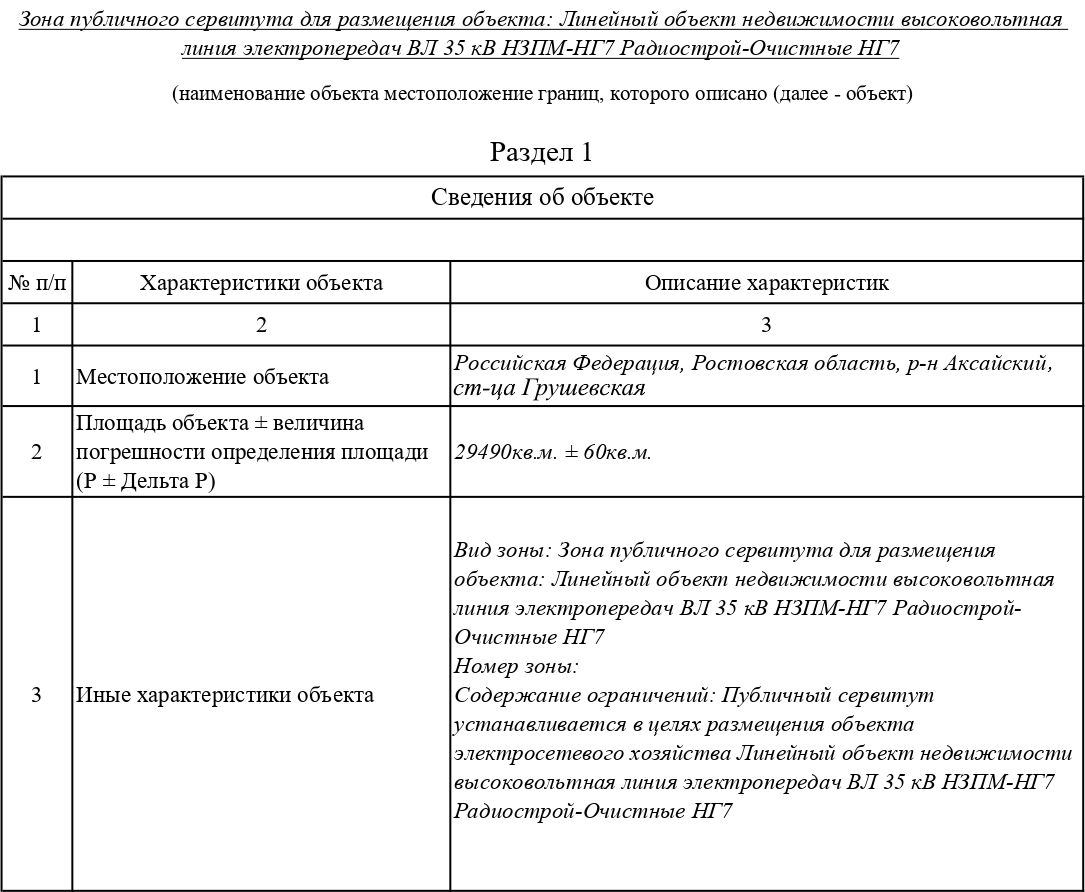 Зона публичного сервитута для размещения объекта: Линейный объект недвижимости высоковольтная
линия электропередач ВЛ 35 кВ НЗПМ-НГ7 Радиострой-Очистные НГ7
(наименование объекта местоположение границ, которого описано (далее - объект)
Раздел 1
Сведения об объекте
№ п/п
Характеристики объекта
Описание характеристик
1
2
3
1
Местоположение объекта
Российская Федерация, Ростовская область, р-н Аксайский,
ст-ца Грушевская
2
Площадь объекта ± величина
погрешности определения площади
(Р ± Дельта Р)
29490кв.м. ± 60кв.м.
3
Иные характеристики объекта
Вид зоны: Зона публичного сервитута для размещения
объекта: Линейный объект недвижимости высоковольтная
линия электропередач ВЛ 35 кВ НЗПМ-НГ7 Радиострой-
Очистные НГ7
Номер зоны:
Содержание ограничений: Публичный сервитут
устанавливается в целях размещения объекта
электросетевого хозяйства Линейный объект недвижимости
высоковольтная линия электропередач ВЛ 35 кВ НЗПМ-НГ7
Радиострой-Очистные НГ7